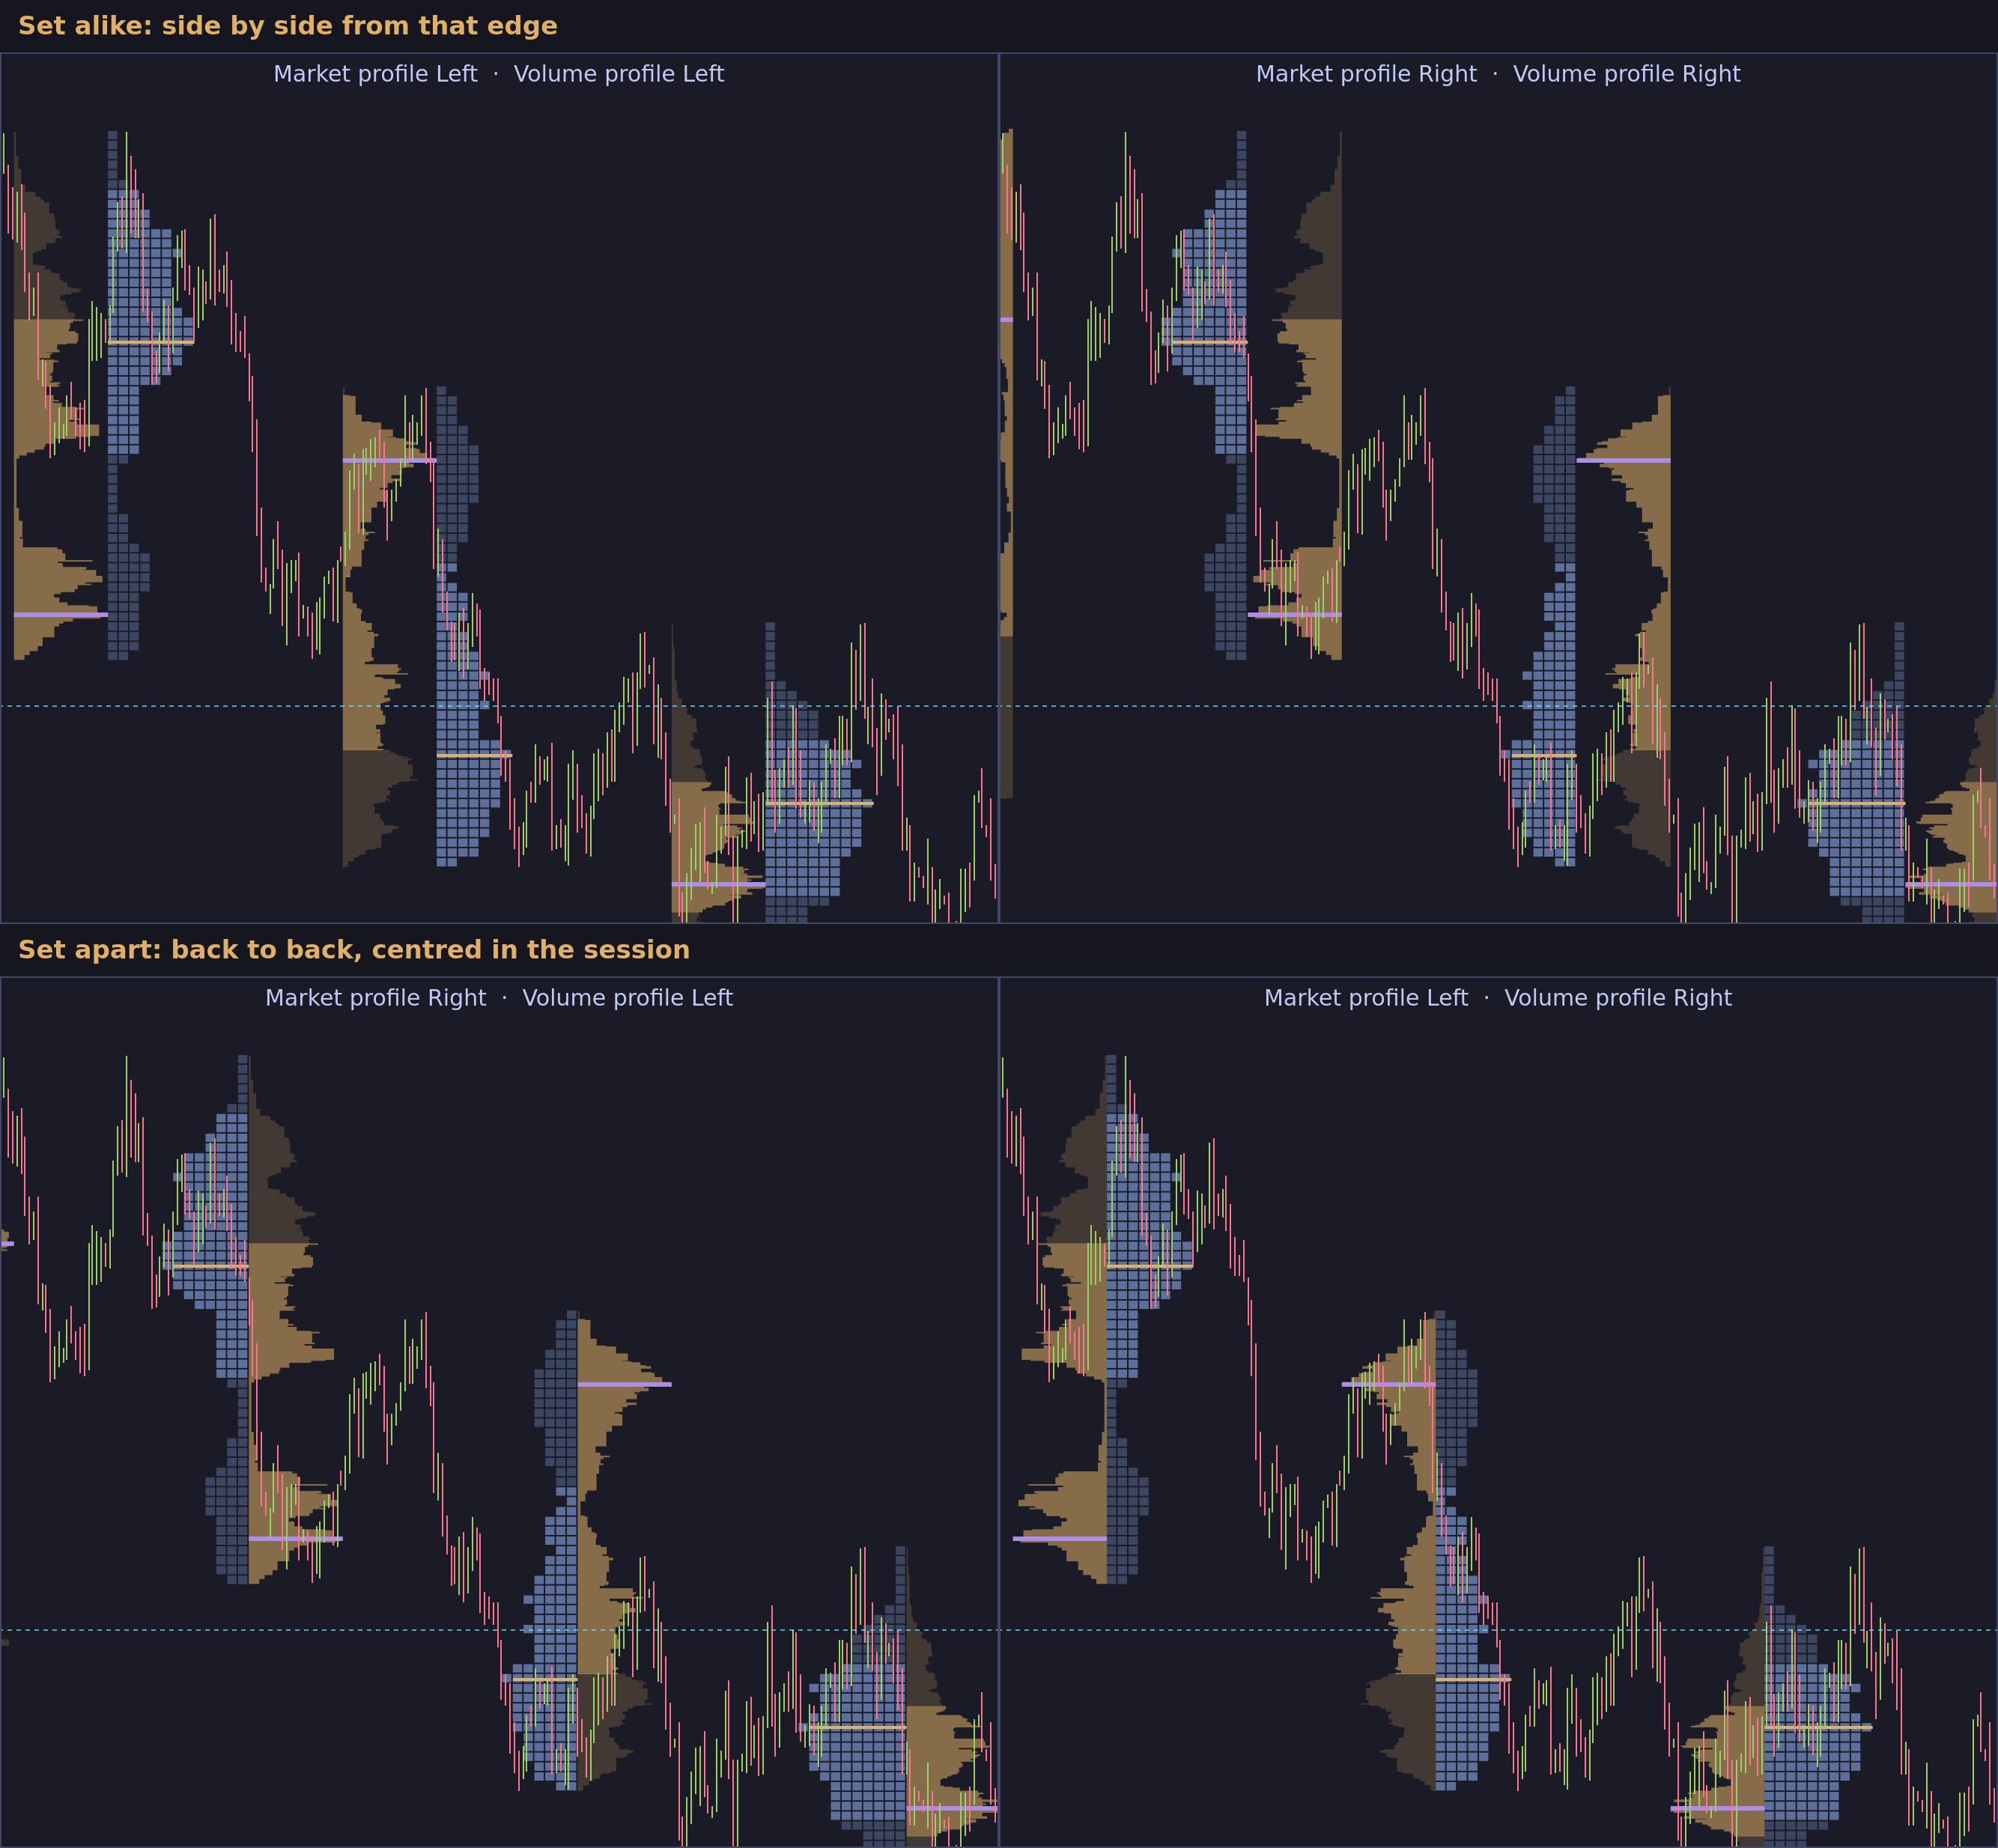 Set alike: side by side from that edge
Market profile Left · Volume profile Left
Market profile Right · Volume profile Right
Set apart: back to back, centred in the session
Market profile Right · Volume profile Left
Market profile Left · Volume profile Right